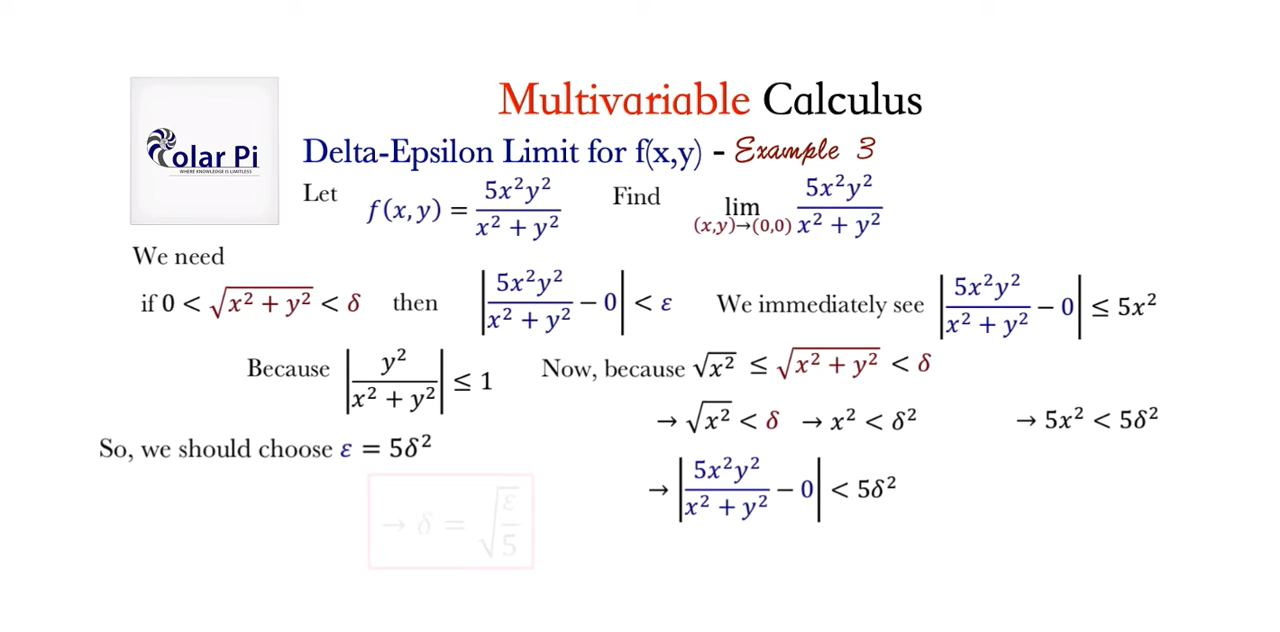 Multivariable Calculus
olar Pi
WHERE KNOWLEDGE IS LIMITLESS
Delta-Epsilon Limit for f(x,y) - Example 3
Let f(x, y) = 5x²y² / x² + y² Find lim (x,y)→(0,0) 5x²y² / x² + y²
We need
if 0 < √x² + y² < δ then |5x²y² / x² + y² − 0| < ε We immediately see |5x²y² / x² + y² − 0| ≤ 5x²
Because |y² / x² + y²| ≤ 1 Now, because √x² ≤ √x² + y² < δ
→ √x² < δ → x² < δ² → 5x² < 5δ²
So, we should choose ε = 5δ²
→ |5x²y² / x² + y² − 0| < 5δ²
→ δ = √ε / 5